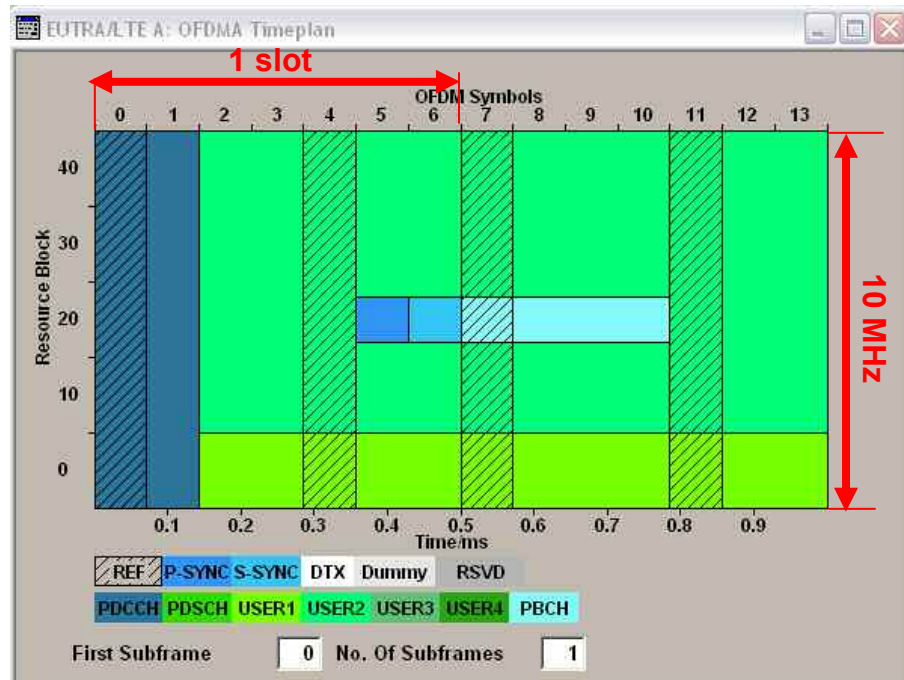 EUTRA/LTE A: OFDMA Timeplan
1 slot
OFDM Symbols
0 1 2 3 4 5 6 7 8 9 10 11 12 13
40
30
20
10
0
Resource Block
10 MHz
0.1 0.2 0.3 0.4 0.5 0.6 0.7 0.8 0.9
Time/ms
REF P-SYNC S-SYNC DTX Dummy RSVD
PDCCH PDSCH USER1 USER2 USER3 USER4 PBCH
First Subframe 0 No. Of Subframes 1